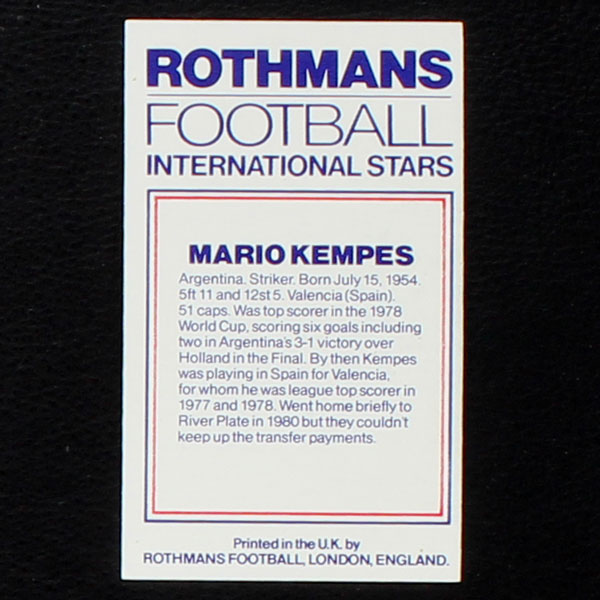 ROTHMANS
FOOTBALL
INTERNATIONAL STARS
MARIO KEMPES
Argentina. Striker. Born July 15, 1954.
5ft 11 and 12st 5. Valencia (Spain).
51 caps. Was top scorer in the 1978
World Cup, scoring six goals including
two in Argentina's 3-1 victory over
Holland in the Final. By then Kempes
was playing in Spain for Valencia,
for whom he was league top scorer in
1977 and 1978. Went home briefly to
River Plate in 1980 but they couldn't
keep up the transfer payments.
Printed in the U.K. by
ROTHMANS FOOTBALL, LONDON, ENGLAND.